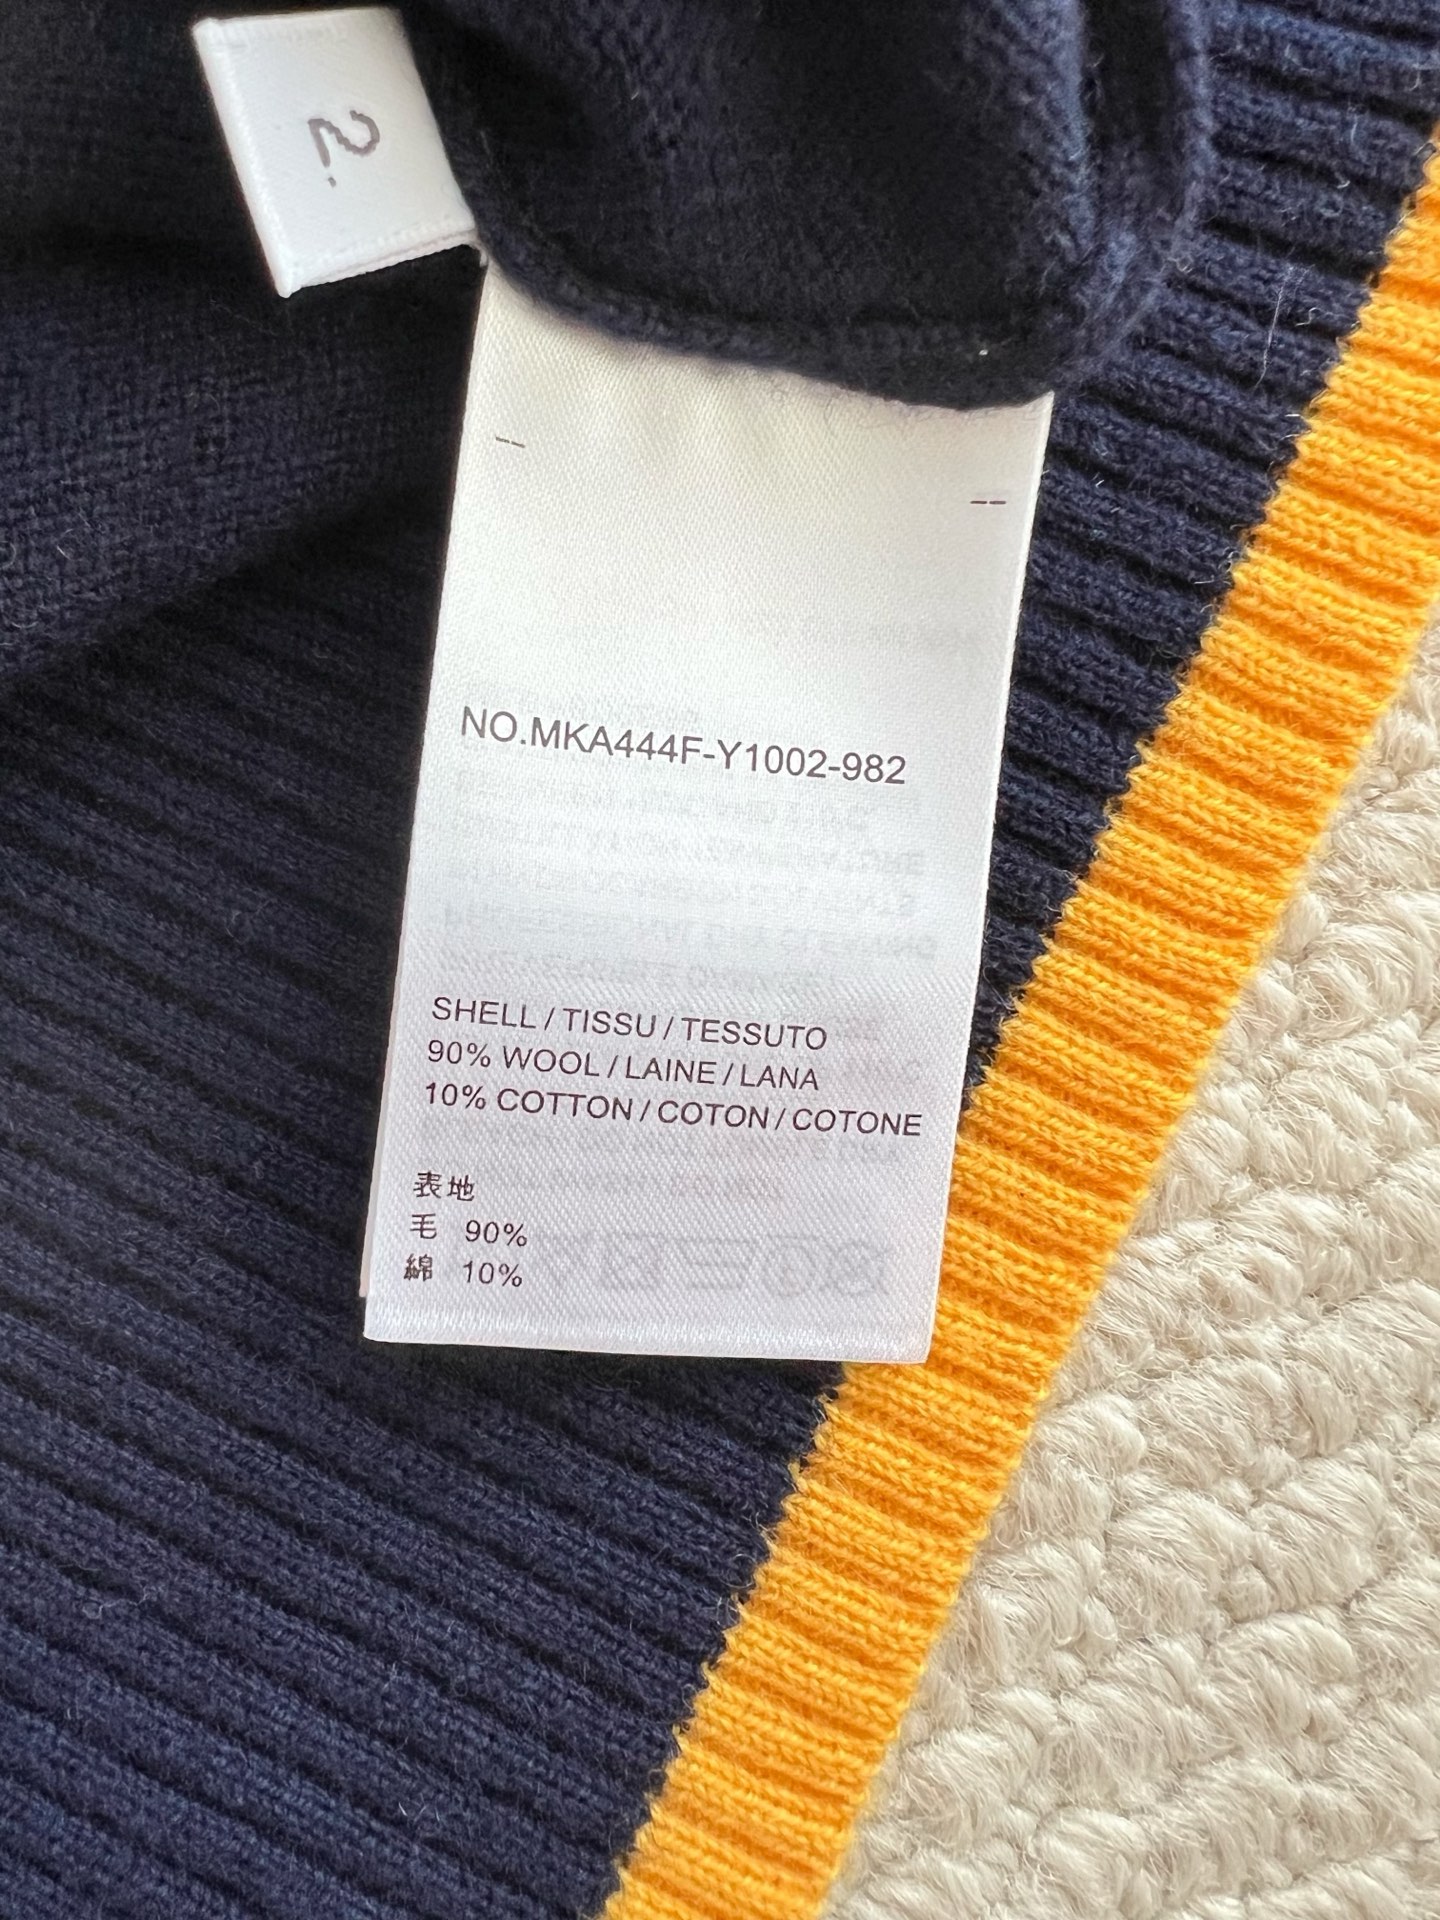 2
NO.MKA444F-Y1002-982
SHELL / TISSU / TESSUTO
90% WOOL / LAINE / LANA
10% COTTON / COTON / COTONE
表地
毛 90%
綿 10%